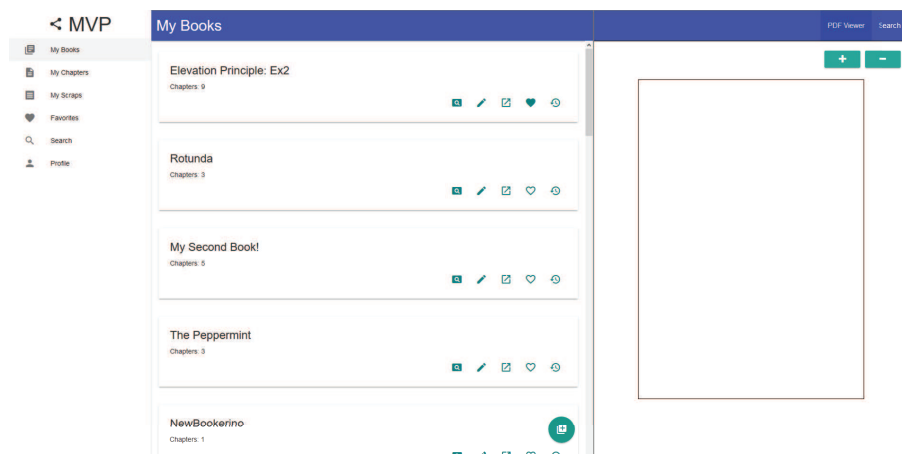 MVP
My Books
My Chapters
My Scraps
Favorites
Search
Profile
My Books
Elevation Principle: Ex2
Chapters: 9
Rotunda
Chapters: 3
My Second Book!
Chapters: 5
The Peppermint
Chapters: 3
NewBookerino
Chapters: 1
PDF Viewer
Search